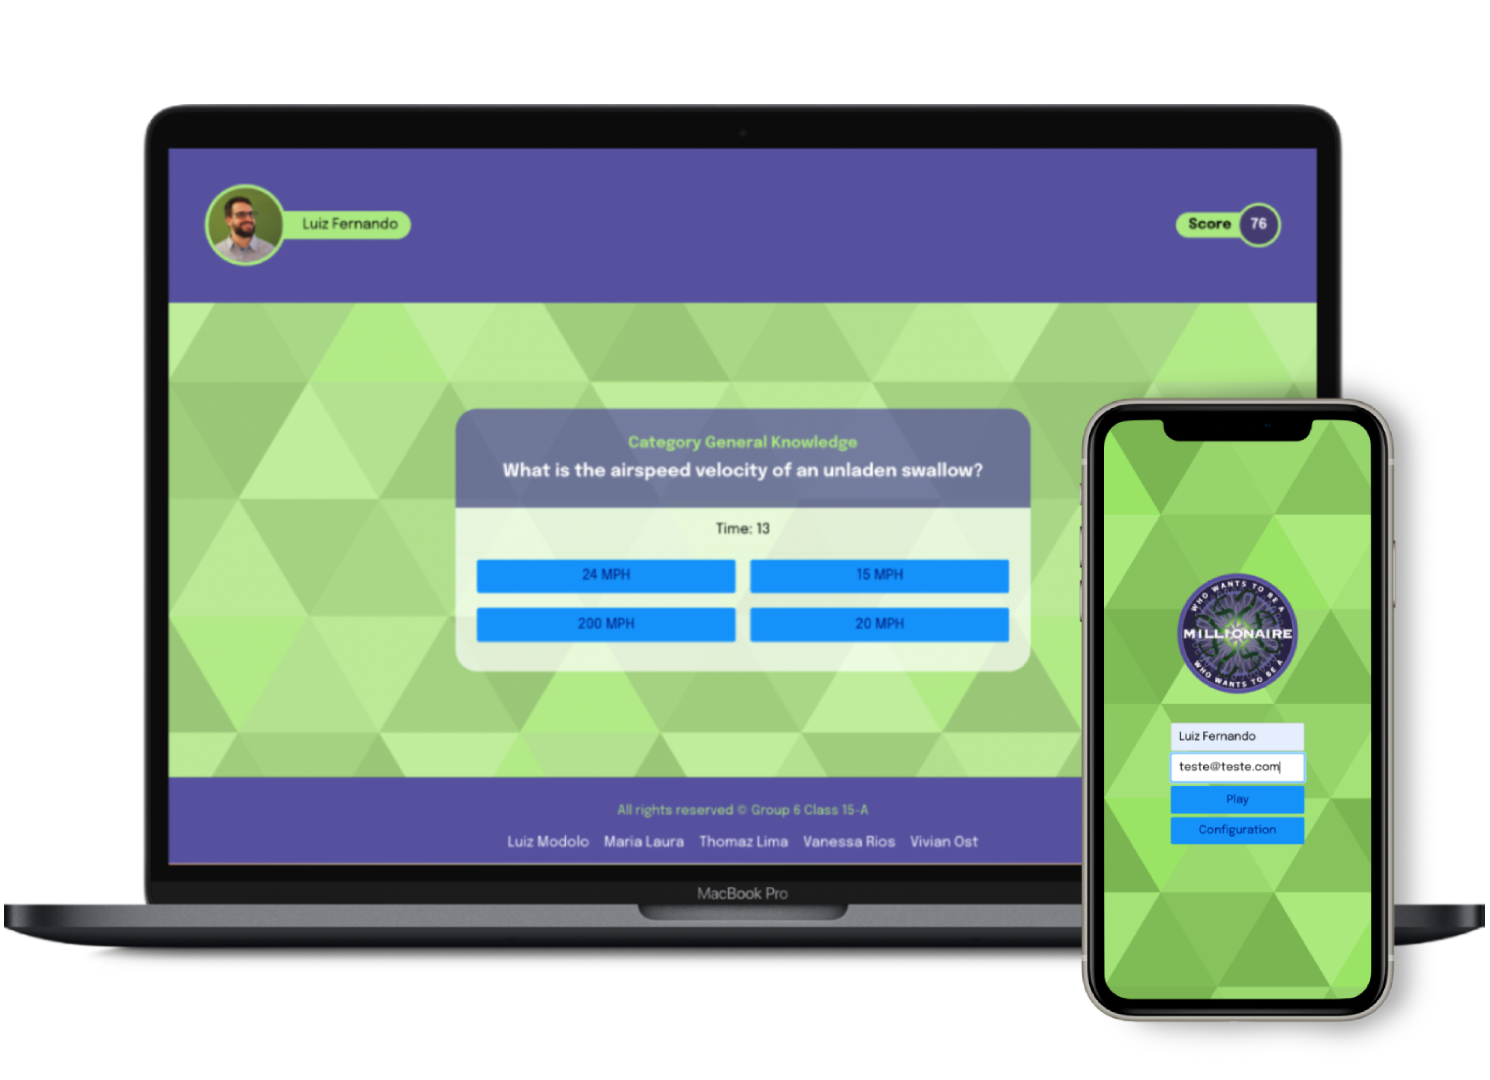 Luiz Fernando
Score 76
Category General Knowledge
What is the airspeed velocity of an unladen swallow?
Time: 13
24 MPH 15 MPH
200 MPH 20 MPH
All rights reserved © Group 6 Class 15-A
Luiz Modolo Maria Laura Thomaz Lima Vanessa Rios Vivian Ost
MacBook Pro
WHO WANTS TO BE A
MILLIONAIRE
WHO WANTS TO BE A
Luiz Fernando
teste@teste.com
Play
Configuration